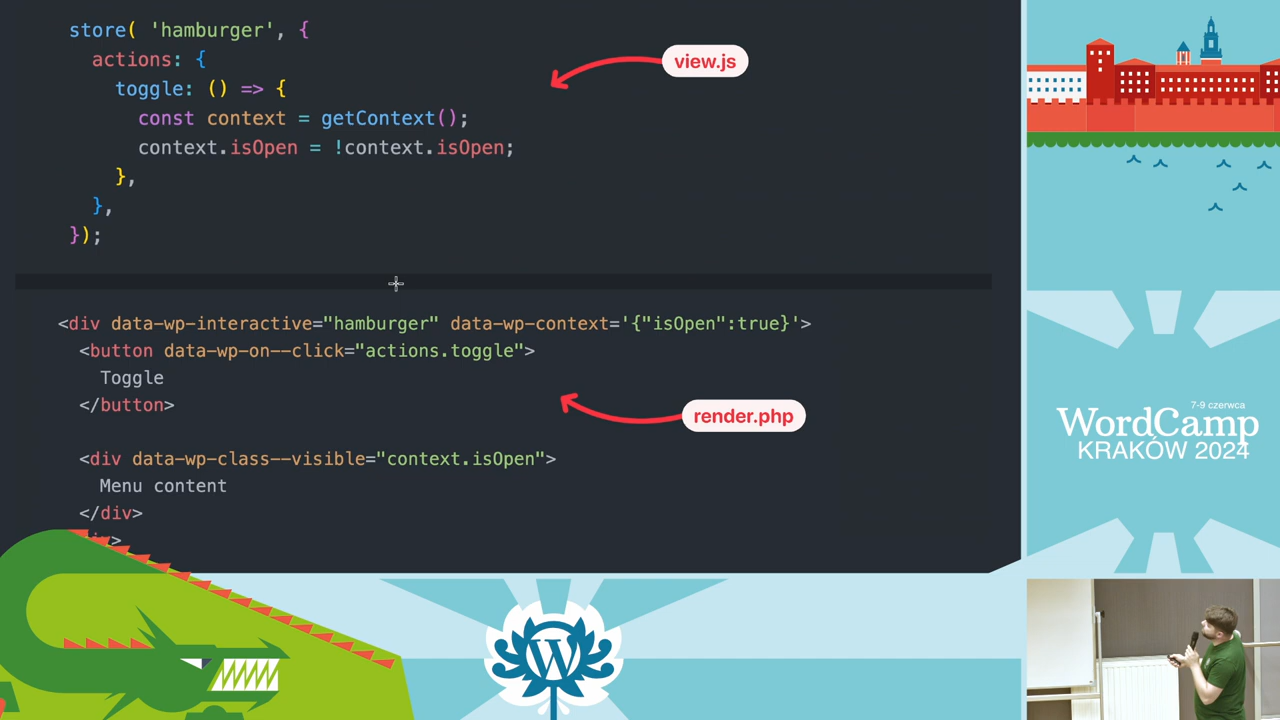 store( 'hamburger', {
actions: {
toggle: () => {
const context = getContext();
context.isOpen = !context.isOpen;
},
},
});
view.js
<div data-wp-interactive="hamburger" data-wp-context='{"isOpen":true}'>
<button data-wp-on--click="actions.toggle">
Toggle
</button>
render.php
<div data-wp-class--visible="context.isOpen">
Menu content
</div>
7-9 czerwca
WordCamp
KRAKÓW 2024
W